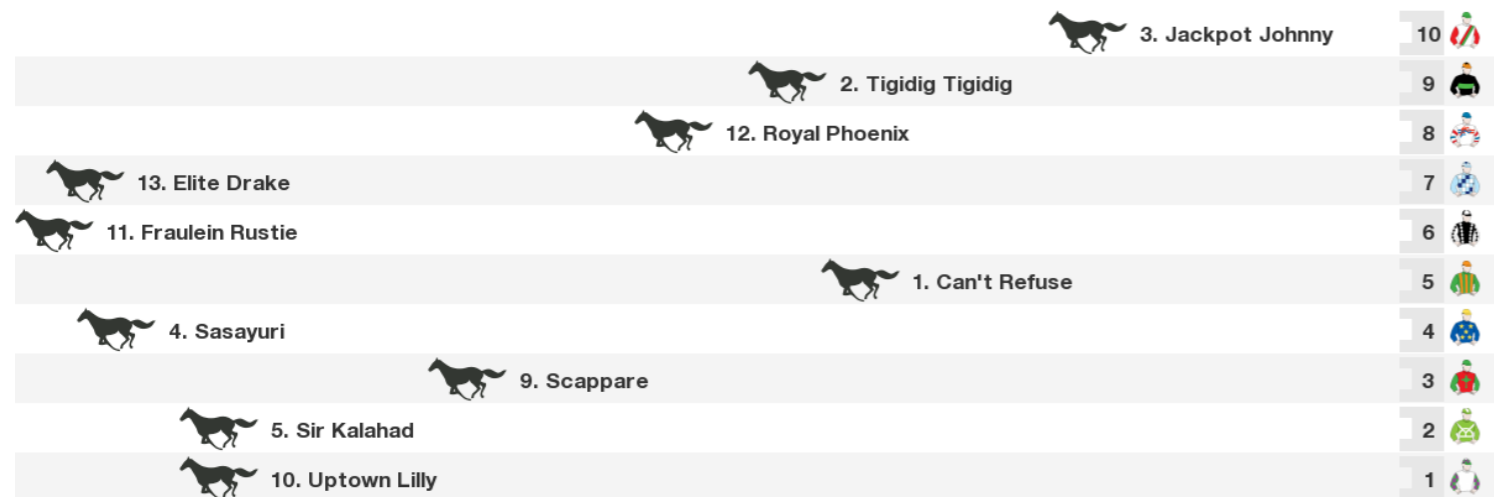 3. Jackpot Johnny 10
2. Tigidig Tigidig 9
12. Royal Phoenix 8
13. Elite Drake 7
11. Fraulein Rustie 6
1. Can't Refuse 5
4. Sasayuri 4
9. Scappare 3
5. Sir Kalahad 2
10. Uptown Lilly 1